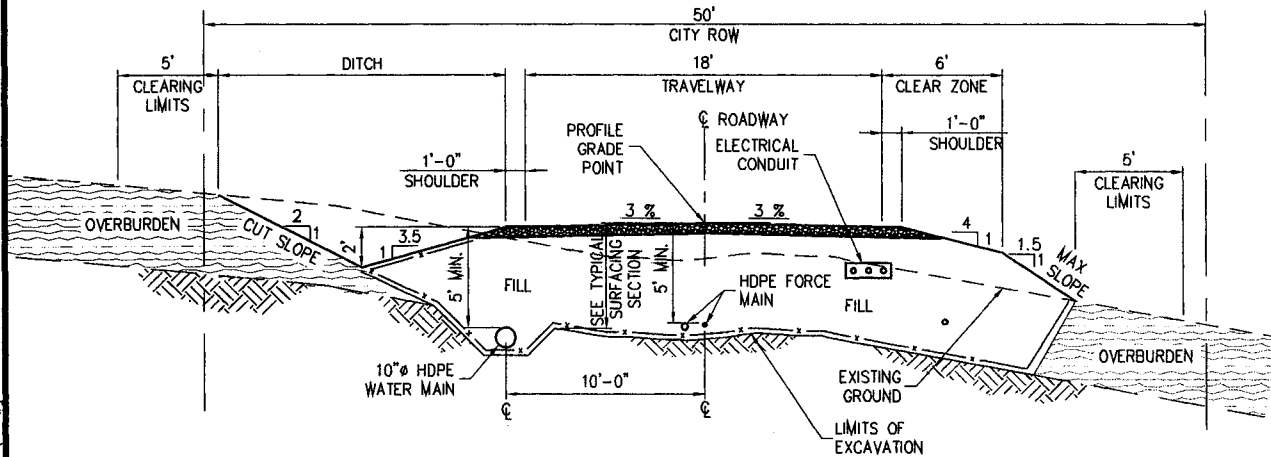 50'
CITY ROW
5'
CLEARING
LIMITS
DITCH
18'
TRAVELWAY
6'
CLEAR ZONE
℄ ROADWAY
PROFILE
GRADE
POINT
ELECTRICAL
CONDUIT
1'-0"
SHOULDER
1'-0"
SHOULDER
5'
CLEARING
LIMITS
OVERBURDEN
CUT SLOPE
2
1
2'
3.5
1
3 %
3 %
4
1
1.5
1
MAX
SLOPE
5' MIN.
FILL
SEE TYPICAL
SURFACING
SECTION
5' MIN.
HDPE FORCE
MAIN
FILL
OVERBURDEN
10"ø HDPE
WATER MAIN
10'-0"
℄
℄
EXISTING
GROUND
LIMITS OF
EXCAVATION